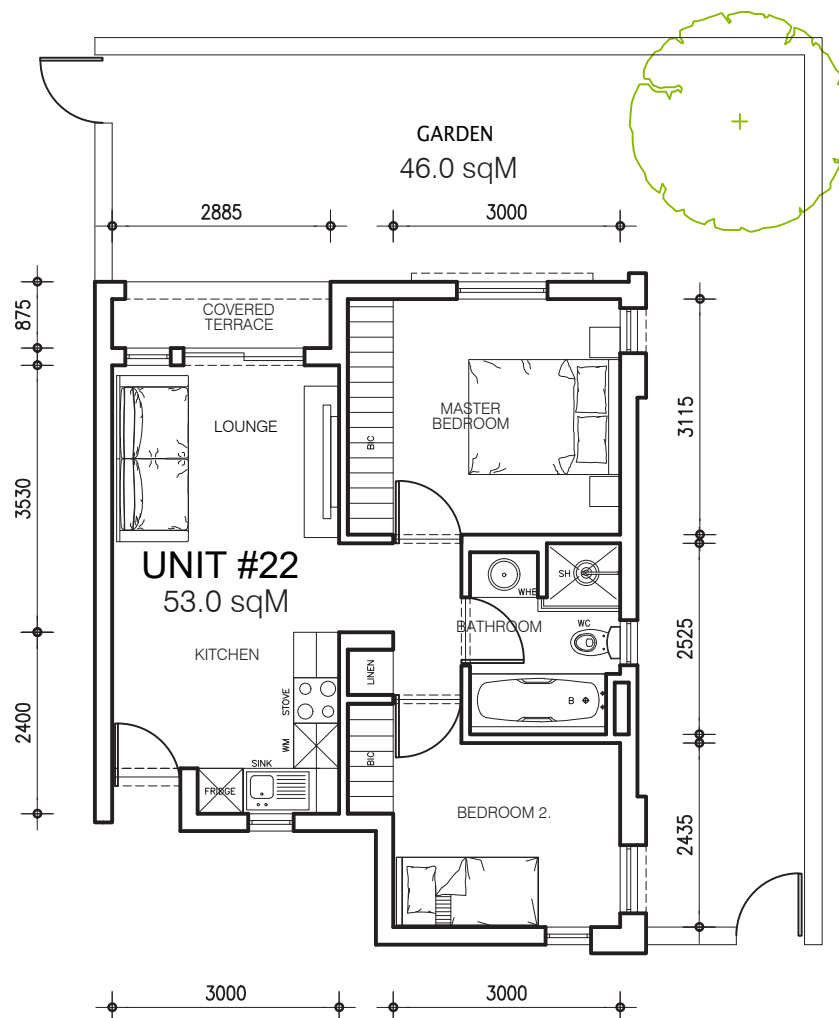 GARDEN
46.0 sqM
2885
3000
875
COVERED
TERRACE
LOUNGE
MASTER
BEDROOM
BIC
3115
3530
UNIT #22
53.0 sqM
SH
WHB
BATHROOM
WC
2525
KITCHEN
LINEN
STOVE
2400
B
WM
SINK
BIC
FRIDGE
BEDROOM 2.
2435
3000
3000